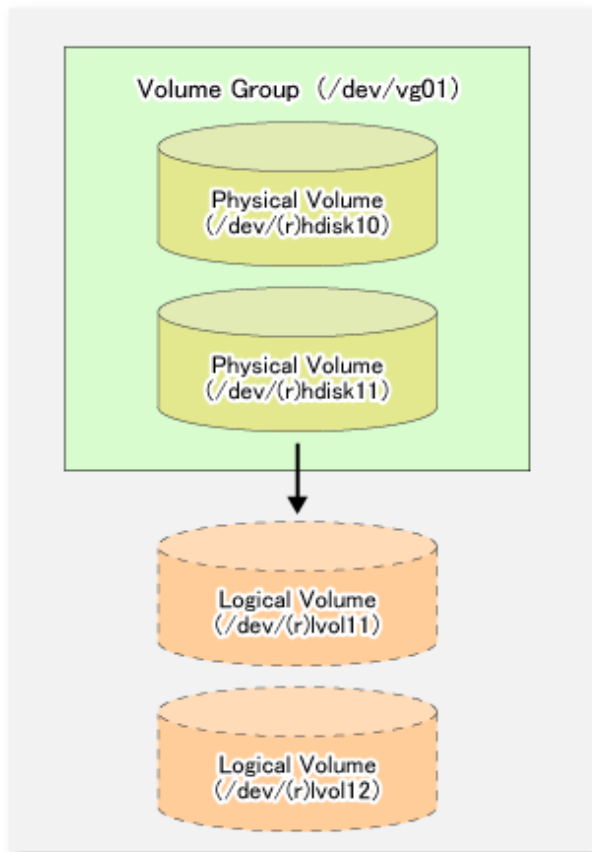 Volume Group (/dev/vg01)
Physical Volume
(/dev/(r)hdisk10)
Physical Volume
(/dev/(r)hdisk11)
Logical Volume
(/dev/(r)lvol11)
Logical Volume
(/dev/(r)lvol12)